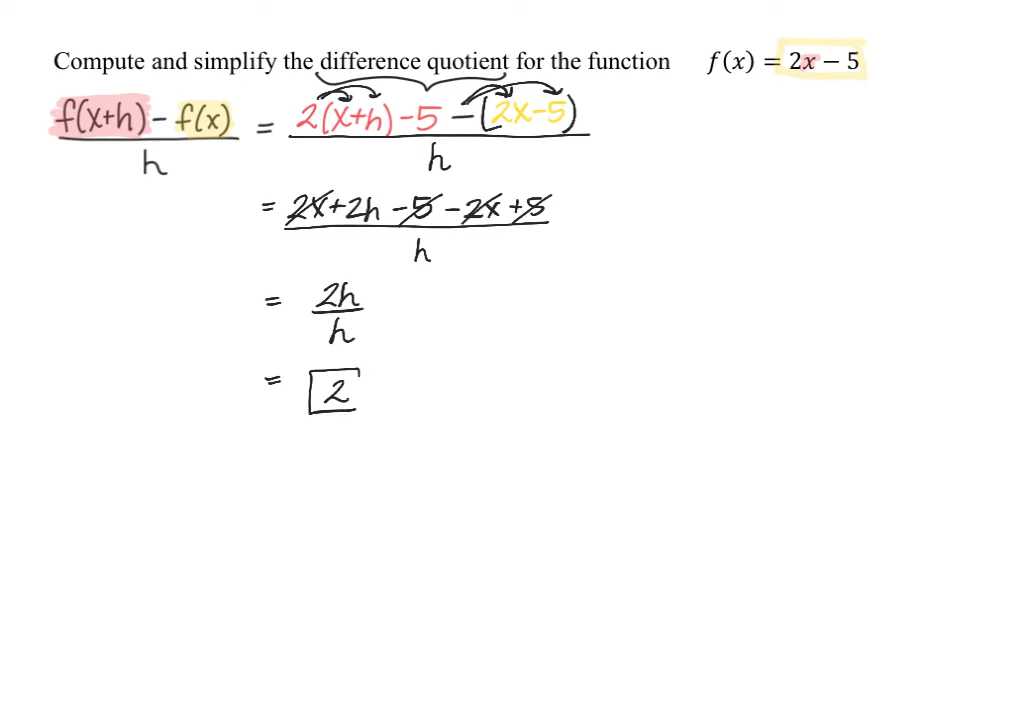 Compute and simplify the difference quotient for the function f(x) = 2x − 5
f(x+h) - f(x) = 2(x+h) - 5 - (2x-5)
h h
= 2x + 2h - 5 - 2x + 5
h
= 2h
h
= 2